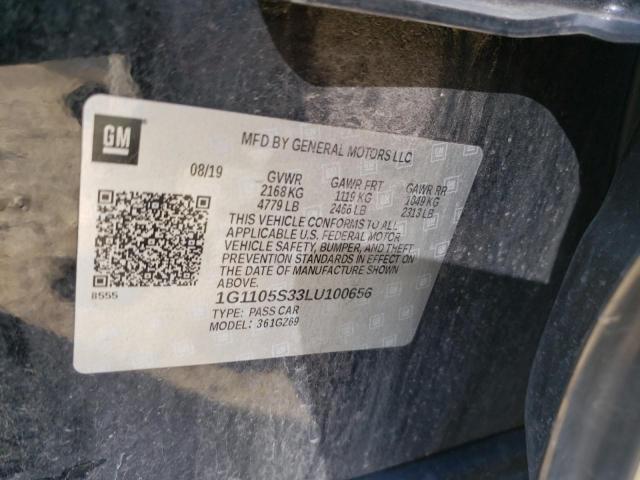 GM
MFD BY GENERAL MOTORS LLC
08/19
GVWR GAWR FRT GAWR RR
2168 KG 1119 KG 1049 KG
4779 LB 2466 LB 2313 LB
THIS VEHICLE CONFORMS TO ALL
APPLICABLE U.S. FEDERAL MOTOR
VEHICLE SAFETY, BUMPER, AND THEFT
PREVENTION STANDARDS IN EFFECT ON
THE DATE OF MANUFACTURE SHOWN
ABOVE.
8555
1G1105S33LU100656
TYPE: PASS CAR
MODEL: 361GZ69